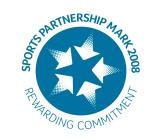 SPORTS PARTNERSHIP MARK 2008
REWARDING COMMITMENT